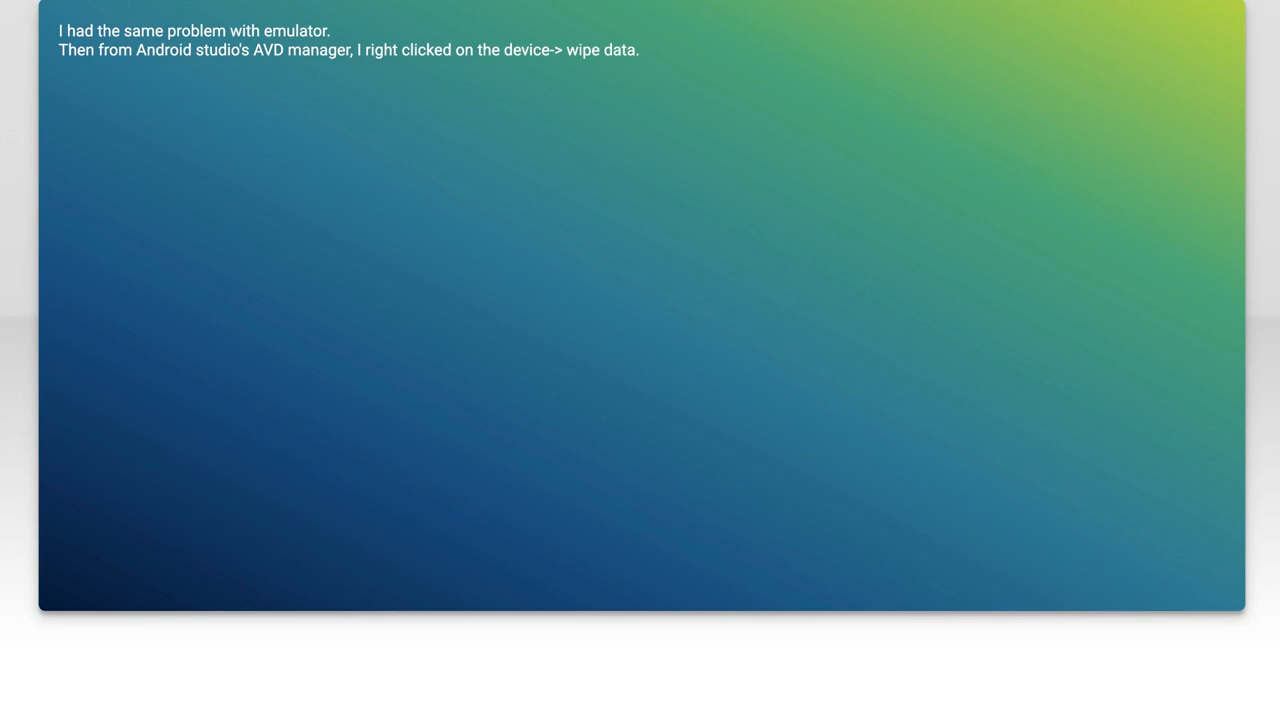 I had the same problem with emulator.
Then from Android studio's AVD manager, I right clicked on the device-> wipe data.